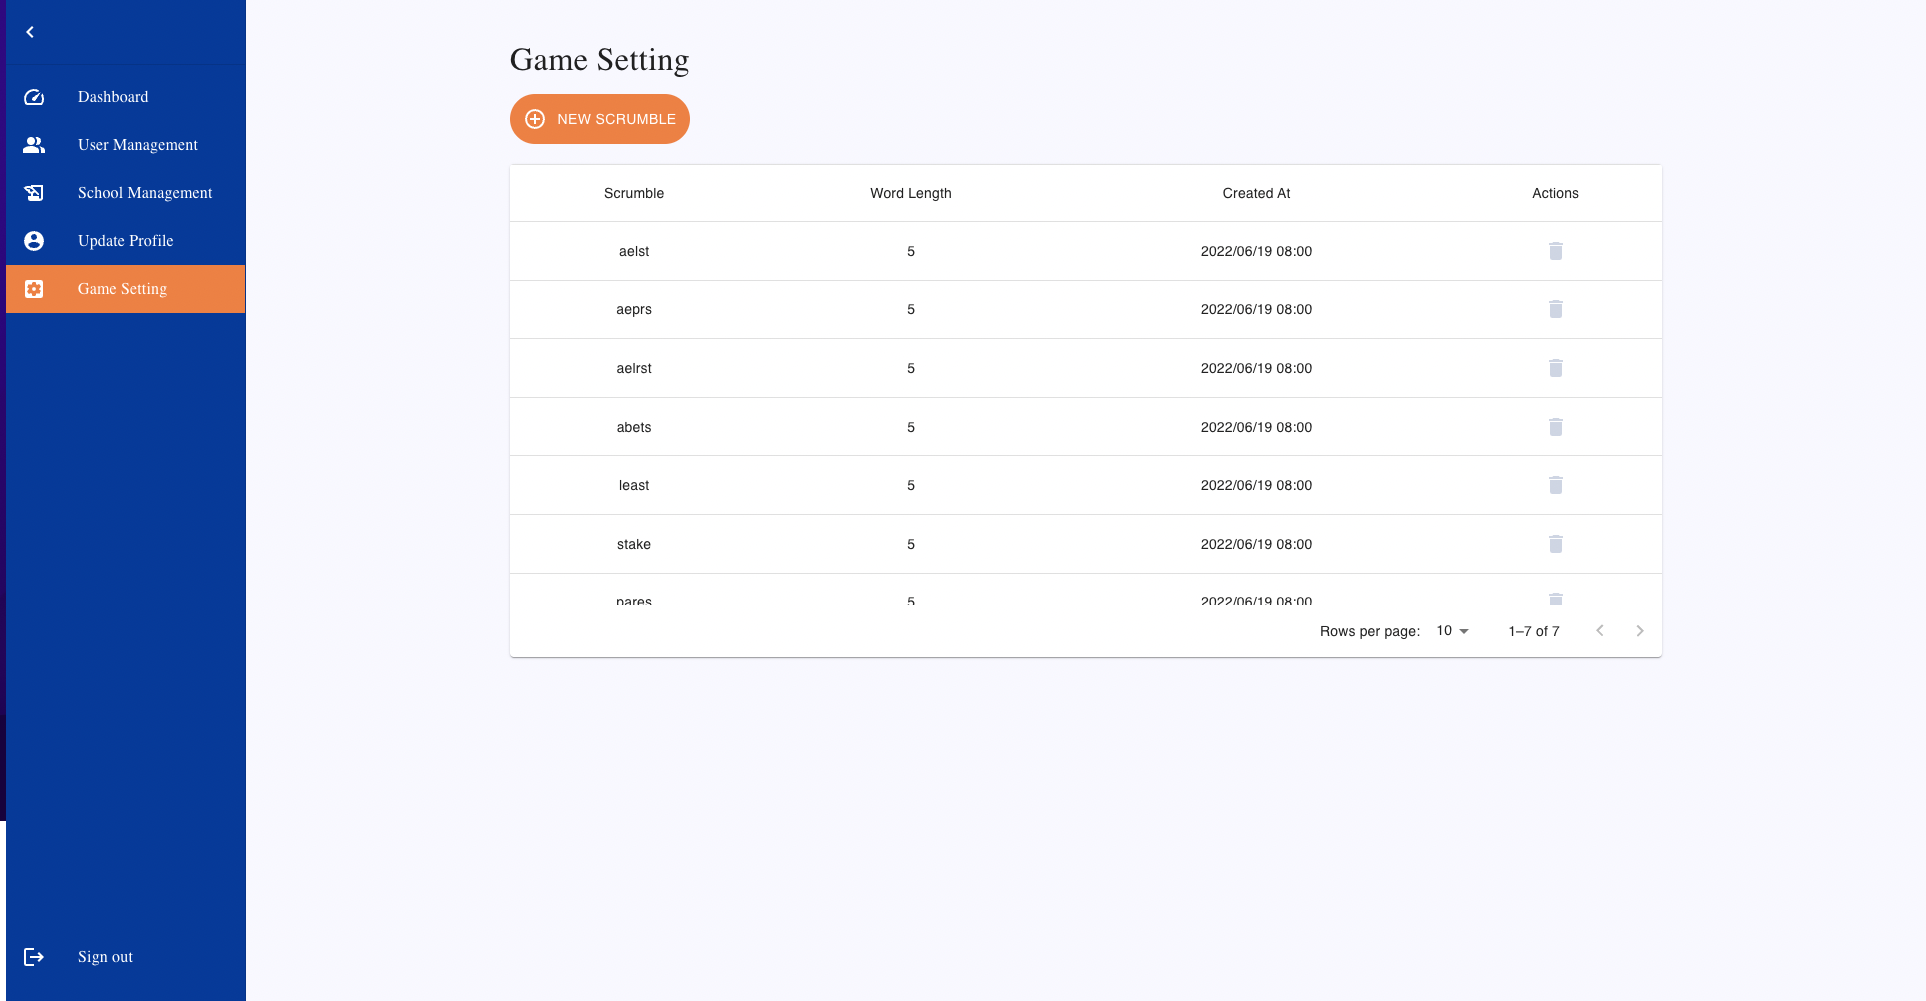 Dashboard
User Management
School Management
Update Profile
Game Setting
Sign out
Game Setting
NEW SCRUMBLE
Scrumble Word Length Created At Actions
aelst 5 2022/06/19 08:00
aeprs 5 2022/06/19 08:00
aelrst 5 2022/06/19 08:00
abets 5 2022/06/19 08:00
least 5 2022/06/19 08:00
stake 5 2022/06/19 08:00
pares 5 2022/06/19 08:00
Rows per page: 10 1–7 of 7